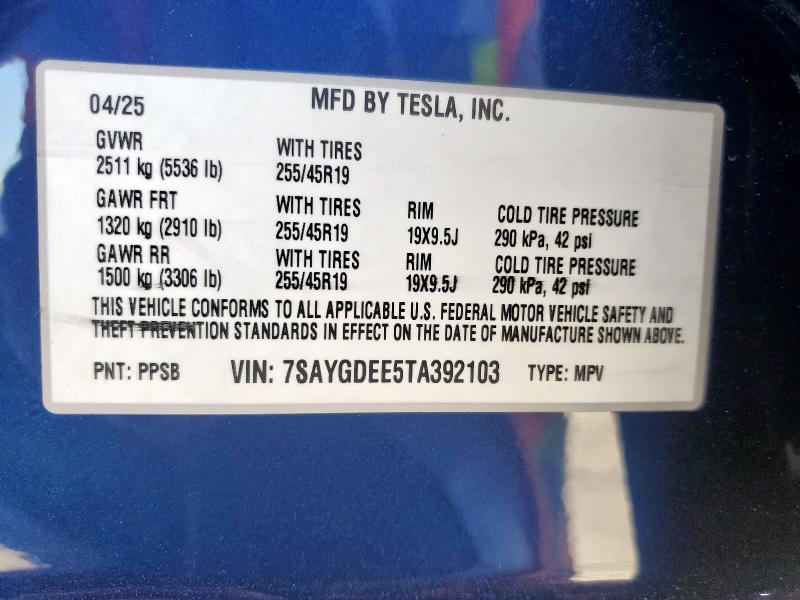 04/25 MFD BY TESLA, INC.
GVWR WITH TIRES
2511 kg (5536 lb) 255/45R19
GAWR FRT WITH TIRES RIM COLD TIRE PRESSURE
1320 kg (2910 lb) 255/45R19 19X9.5J 290 kPa, 42 psi
GAWR RR WITH TIRES RIM COLD TIRE PRESSURE
1500 kg (3306 lb) 255/45R19 19X9.5J 290 kPa, 42 psi
THIS VEHICLE CONFORMS TO ALL APPLICABLE U.S. FEDERAL MOTOR VEHICLE SAFETY AND
THEFT PREVENTION STANDARDS IN EFFECT ON THE DATE OF MANUFACTURE SHOWN ABOVE.
PNT: PPSB VIN: 7SAYGDEE5TA392103 TYPE: MPV